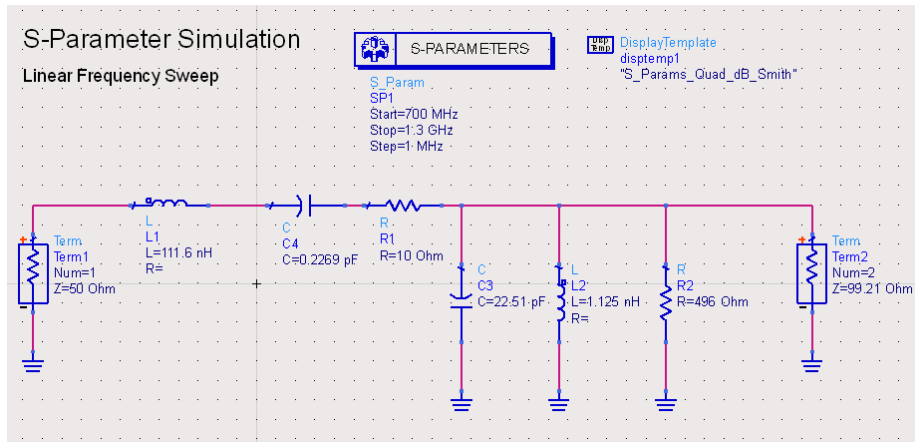 S-Parameter Simulation
Linear Frequency Sweep
S-PARAMETERS
S_Param
SP1
Start=700 MHz
Stop=1.3 GHz
Step=1 MHz
Disp
Temp
DisplayTemplate
disptemp1
"S_Params_Quad_dB_Smith"
Term
Term1
Num=1
Z=50 Ohm
L
L1
L=111.6 nH
R=
C
C4
C=0.2269 pF
R
R1
R=10 Ohm
C
C3
C=22.51 pF
L
L2
L=1.125 nH
R=
R
R2
R=496 Ohm
Term
Term2
Num=2
Z=99.21 Ohm